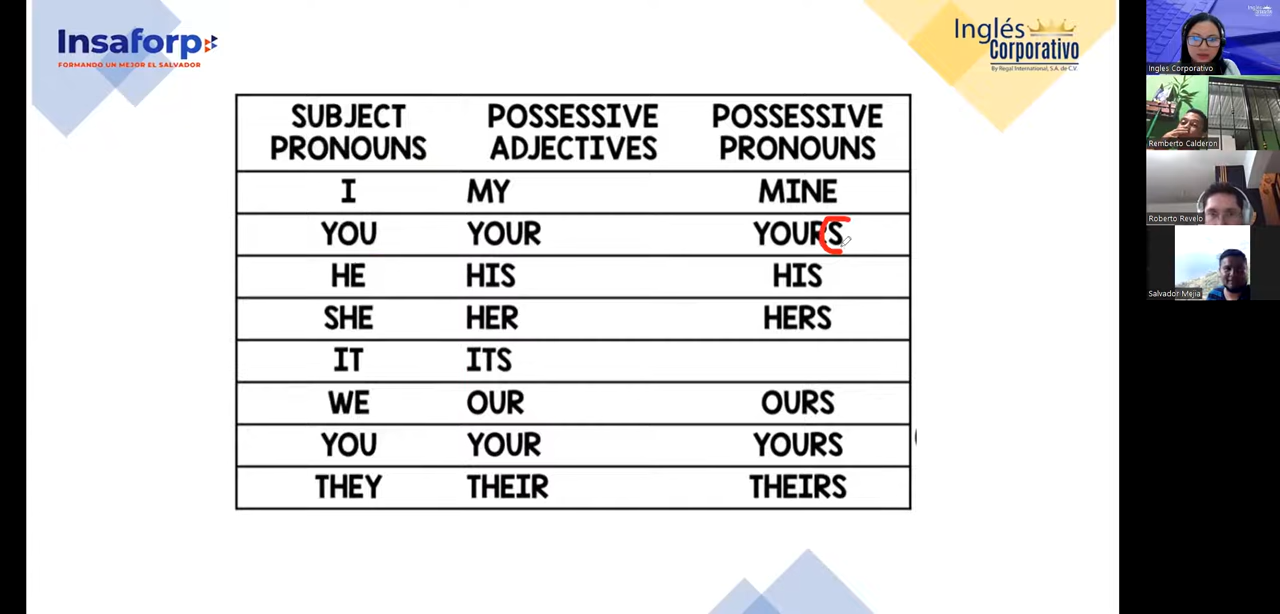 Insaforp
FORMANDO UN MEJOR EL SALVADOR
Inglés
Corporativo
By Regal International, S.A. de C.V.
SUBJECT PRONOUNS POSSESSIVE ADJECTIVES POSSESSIVE PRONOUNS
I MY MINE
YOU YOUR YOURS
HE HIS HIS
SHE HER HERS
IT ITS
WE OUR OURS
YOU YOUR YOURS
THEY THEIR THEIRS
Ingles Corporativo
Remberto Calderon
Roberto Revelo
Salvador Mejia